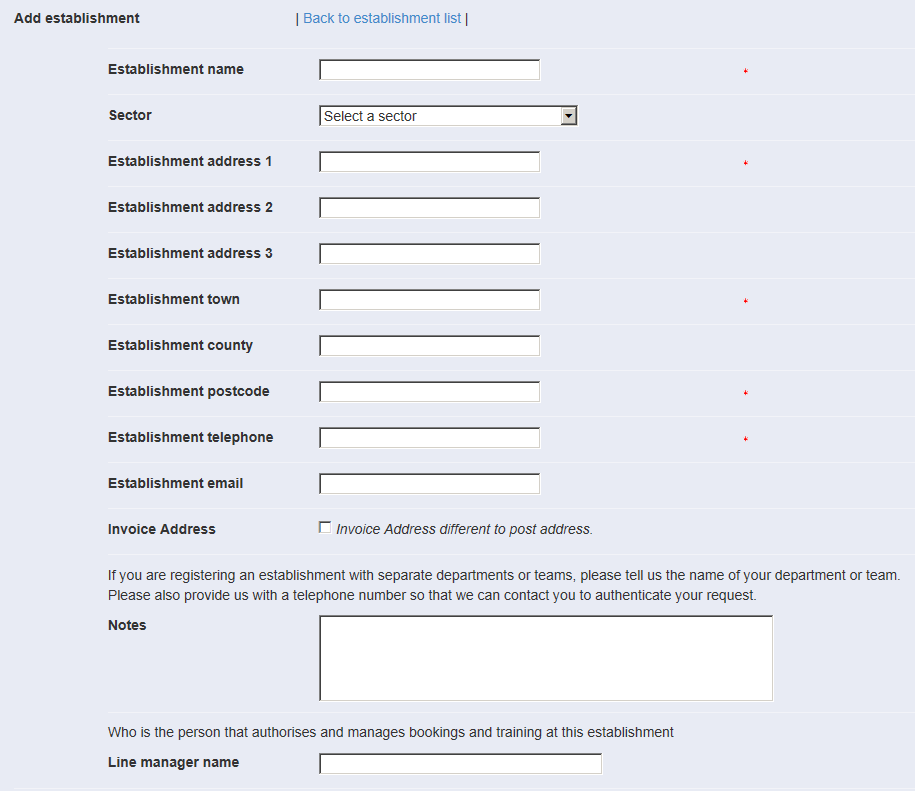 Add establishment | Back to establishment list |
Establishment name *
Sector Select a sector
Establishment address 1 *
Establishment address 2
Establishment address 3
Establishment town *
Establishment county
Establishment postcode *
Establishment telephone *
Establishment email
Invoice Address Invoice Address different to post address.
If you are registering an establishment with separate departments or teams, please tell us the name of your department or team.
Please also provide us with a telephone number so that we can contact you to authenticate your request.
Notes
Who is the person that authorises and manages bookings and training at this establishment
Line manager name